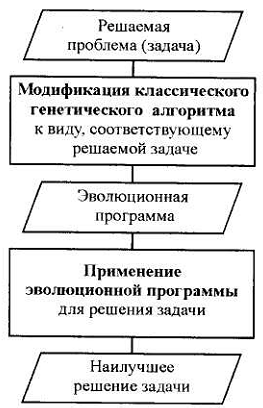 Решаемая
проблема (задача)
Модификация классического
генетического алгоритма
к виду, соответствующему
решаемой задаче
Эволюционная
программа
Применение
эволюционной программы
для решения задачи
Наилучшее
решение задачи